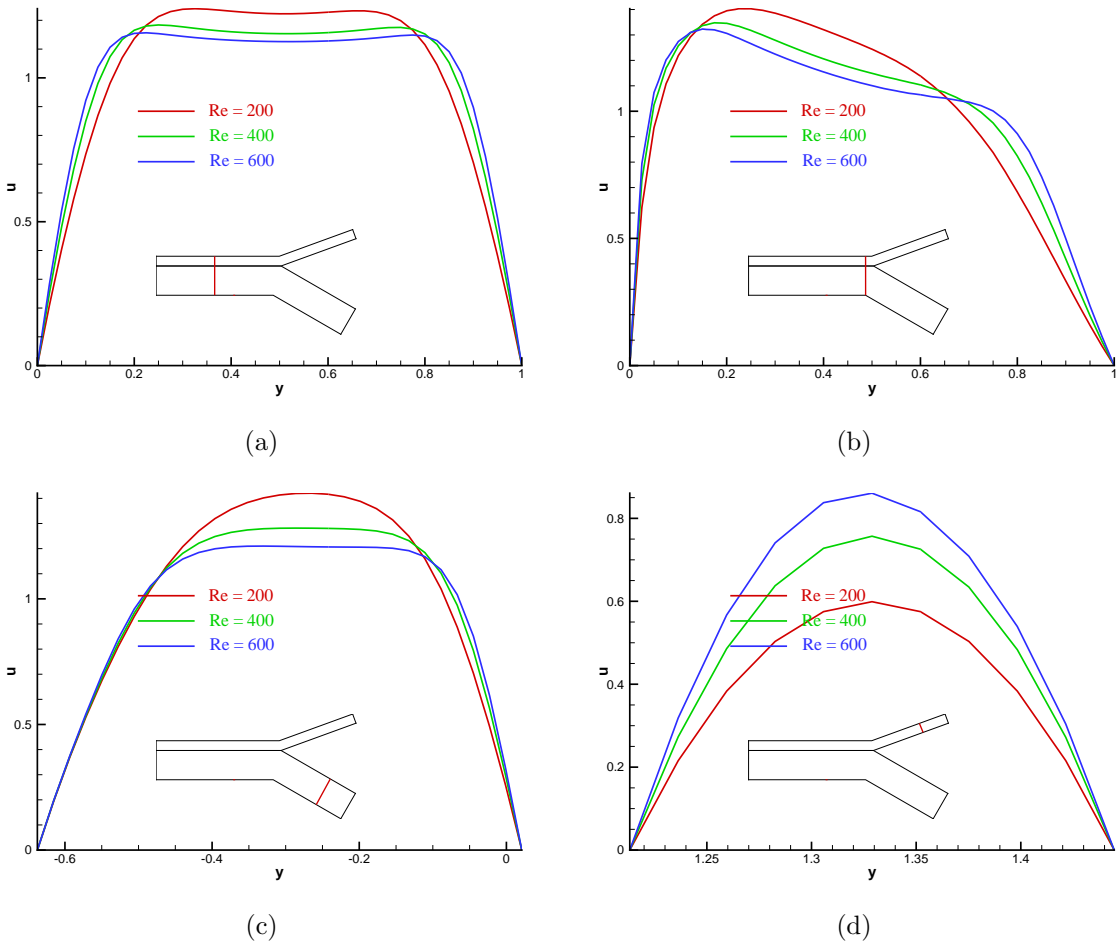 1
Re = 200
Re = 400
Re = 600
u
0.5
0
0 0.2 0.4 0.6 0.8 1
y
(a)
1
Re = 200
Re = 400
Re = 600
u
0.5
0
0 0.2 0.4 0.6 0.8 1
y
(b)
1
Re = 200
Re = 400
Re = 600
u
0.5
0
-0.6 -0.4 -0.2 0
y
(c)
0.8
0.6
Re = 200
Re = 400
Re = 600
u
0.4
0.2
0
1.25 1.3 1.35 1.4
y
(d)